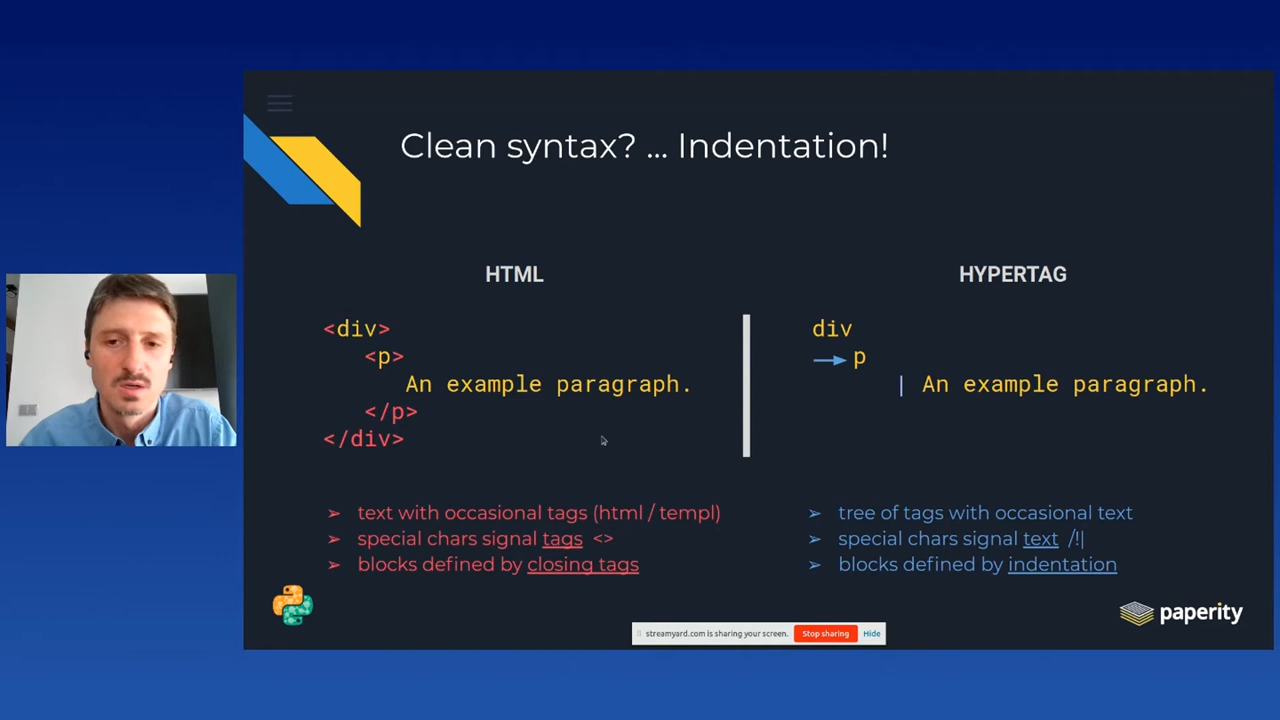 Clean syntax? ... Indentation!
HTML
<div>
<p>
An example paragraph.
</p>
</div>
➢ text with occasional tags (html / templ)
➢ special chars signal tags <>
➢ blocks defined by closing tags
HYPERTAG
div
p
| An example paragraph.
➢ tree of tags with occasional text
➢ special chars signal text /!|
➢ blocks defined by indentation
paperity
streamyard.com is sharing your screen. Stop sharing Hide